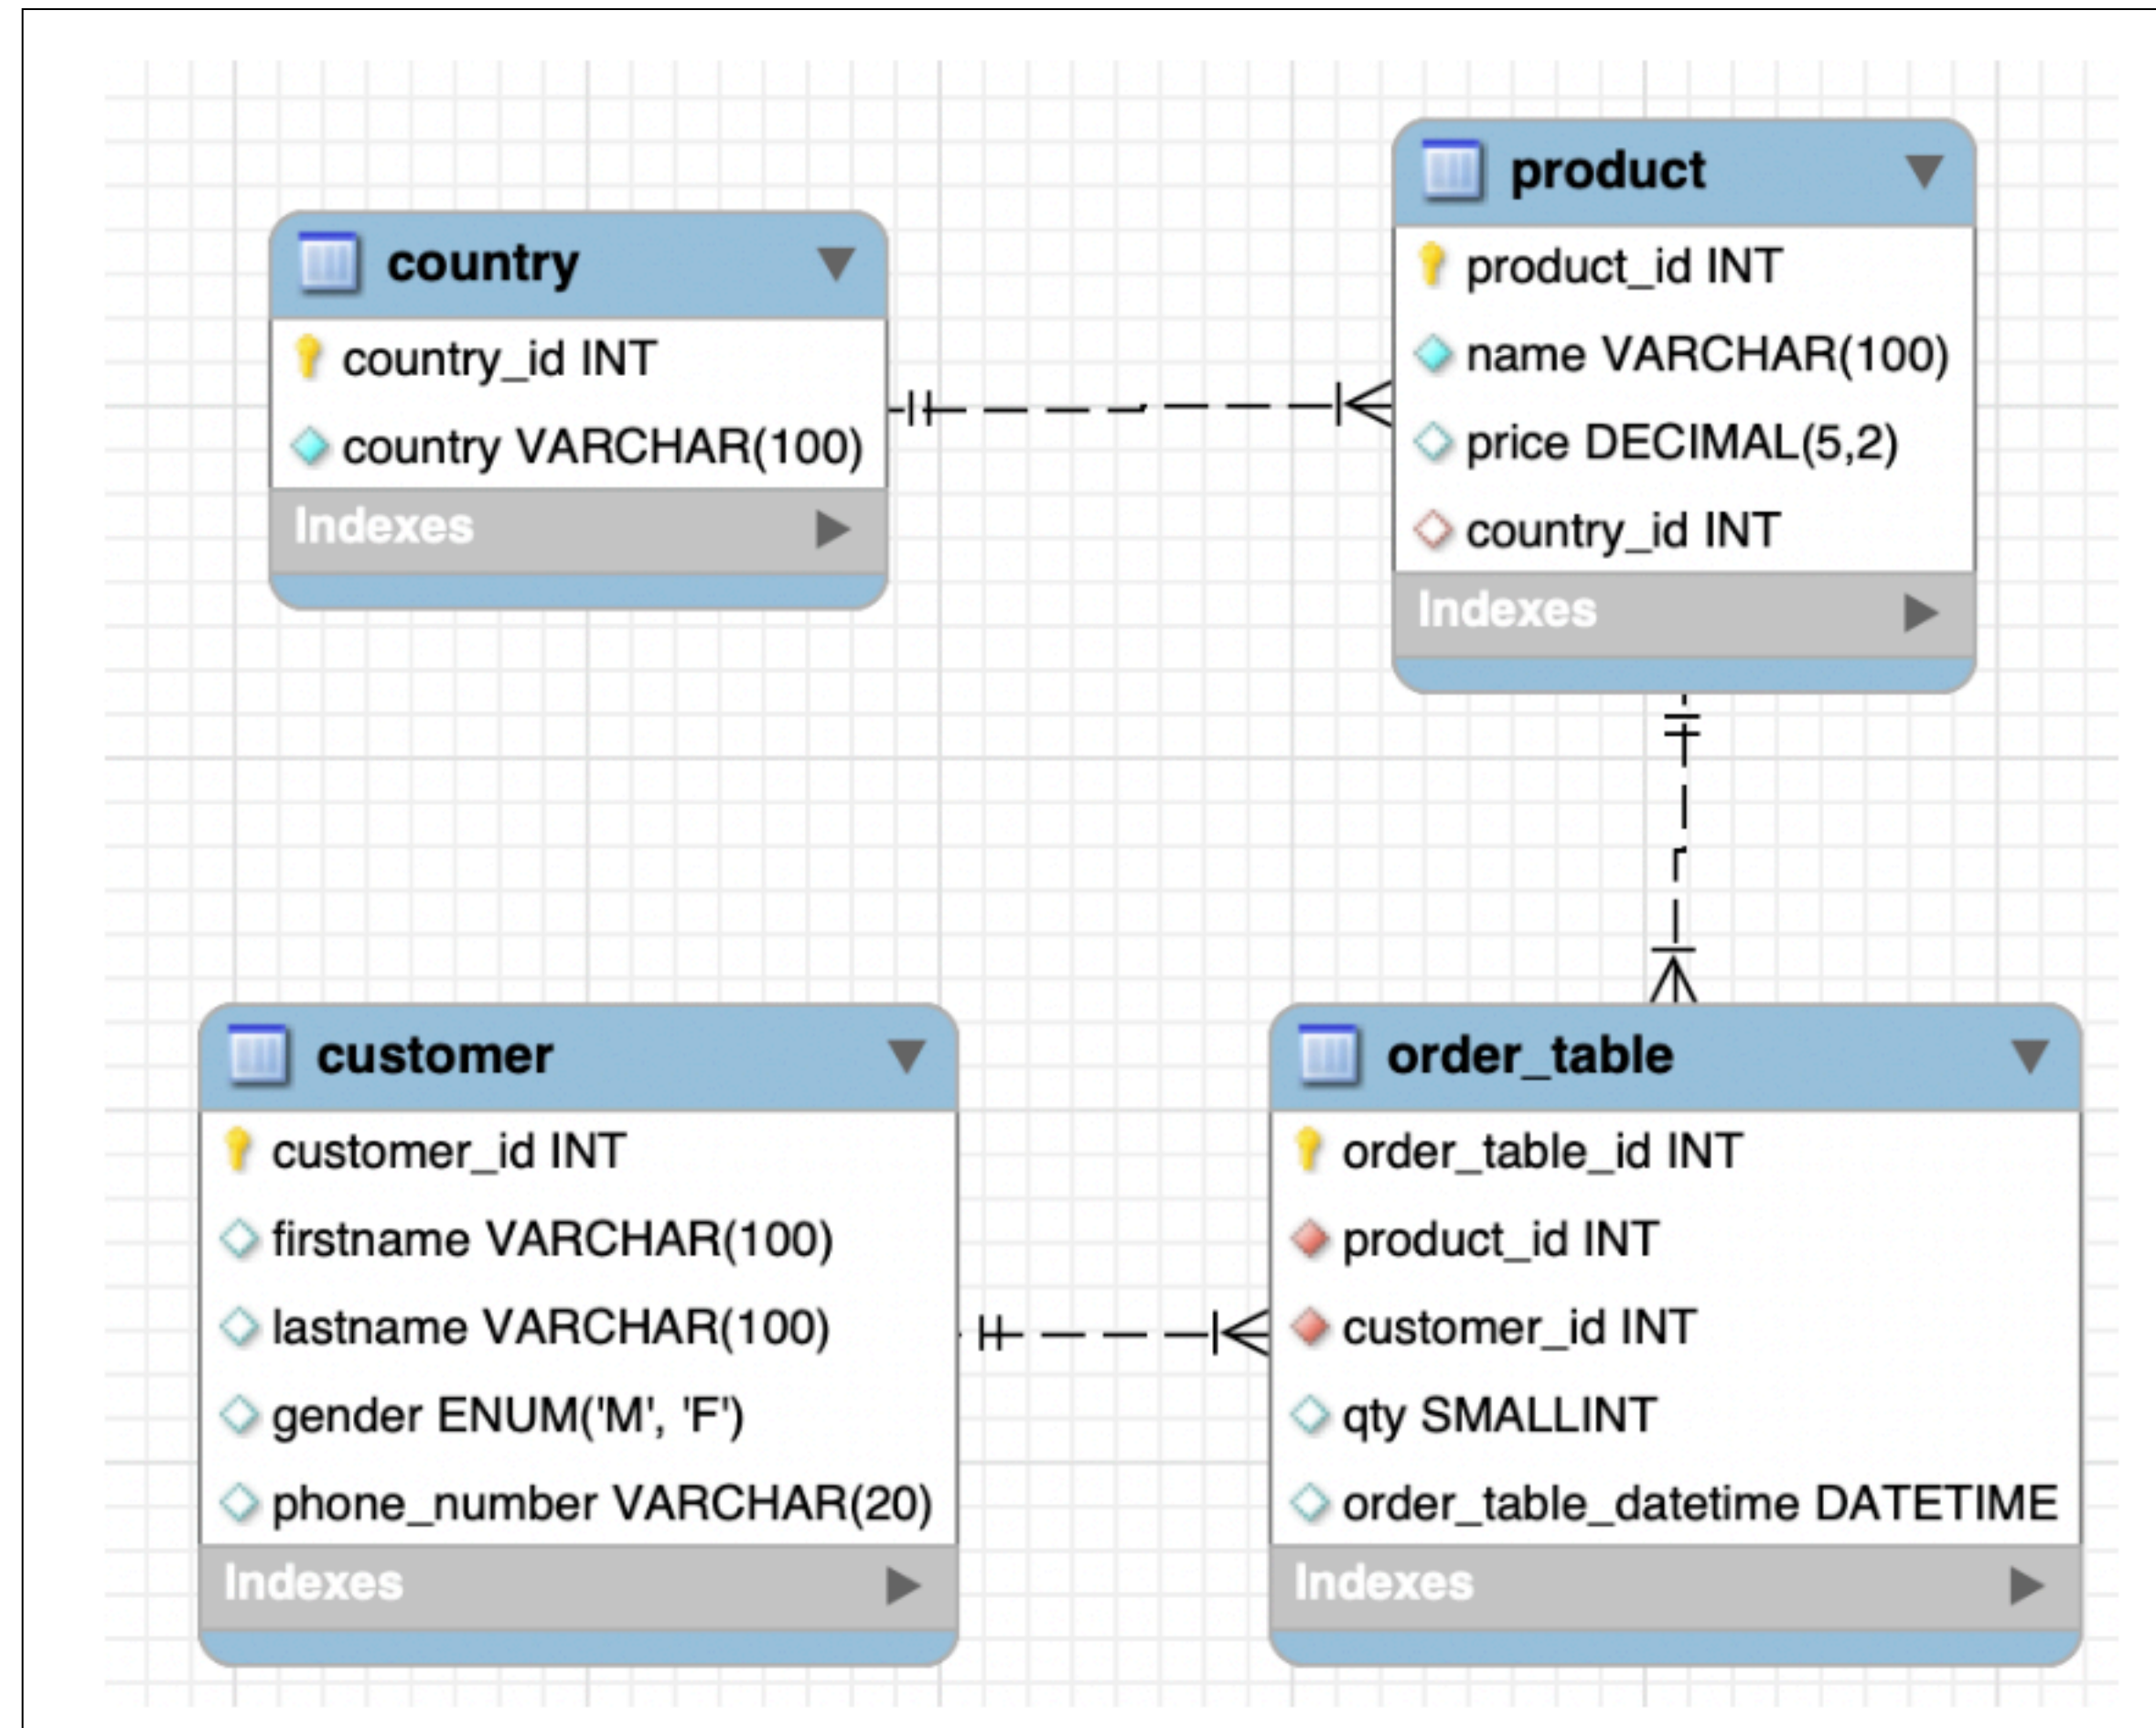 country
country_id INT
country VARCHAR(100)
Indexes
product
product_id INT
name VARCHAR(100)
price DECIMAL(5,2)
country_id INT
Indexes
customer
customer_id INT
firstname VARCHAR(100)
lastname VARCHAR(100)
gender ENUM('M', 'F')
phone_number VARCHAR(20)
Indexes
order_table
order_table_id INT
product_id INT
customer_id INT
qty SMALLINT
order_table_datetime DATETIME
Indexes